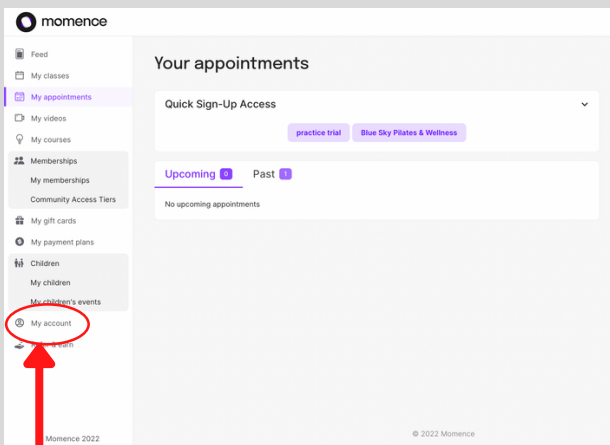 momence
Feed
My classes
My appointments
My videos
My courses
Memberships
My memberships
Community Access Tiers
My gift cards
My payment plans
Children
My children
My children's events
My account
& earn
Momence 2022
Your appointments
Quick Sign-Up Access
practice trial Blue Sky Pilates & Wellness
Upcoming 0 Past 1
No upcoming appointments
© 2022 Momence